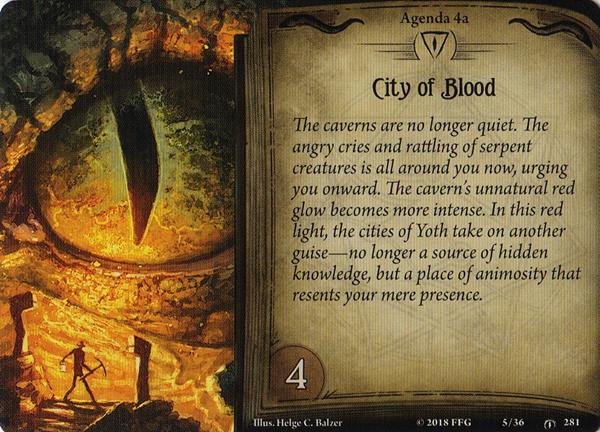 Agenda 4a
City of Blood
The caverns are no longer quiet. The
angry cries and rattling of serpent
creatures is all around you now, urging
you onward. The cavern's unnatural red
glow becomes more intense. In this red
light, the cities of Yoth take on another
guise—no longer a source of hidden
knowledge, but a place of animosity that
resents your mere presence.
4
Illus. Helge C. Balzer © 2018 FFG 5/36 281